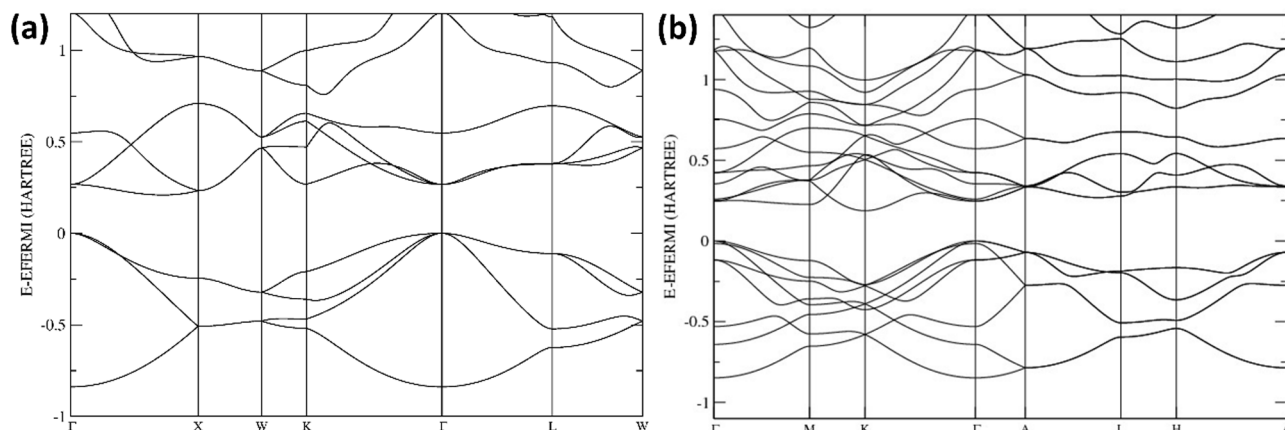 (a)
E-EFERMI (HARTREE)
1
0.5
0
-0.5
-1
Γ X W K Γ L W
(b)
E-EFERMI (HARTREE)
1
0.5
0
-0.5
-1
Γ M K Γ A L H A